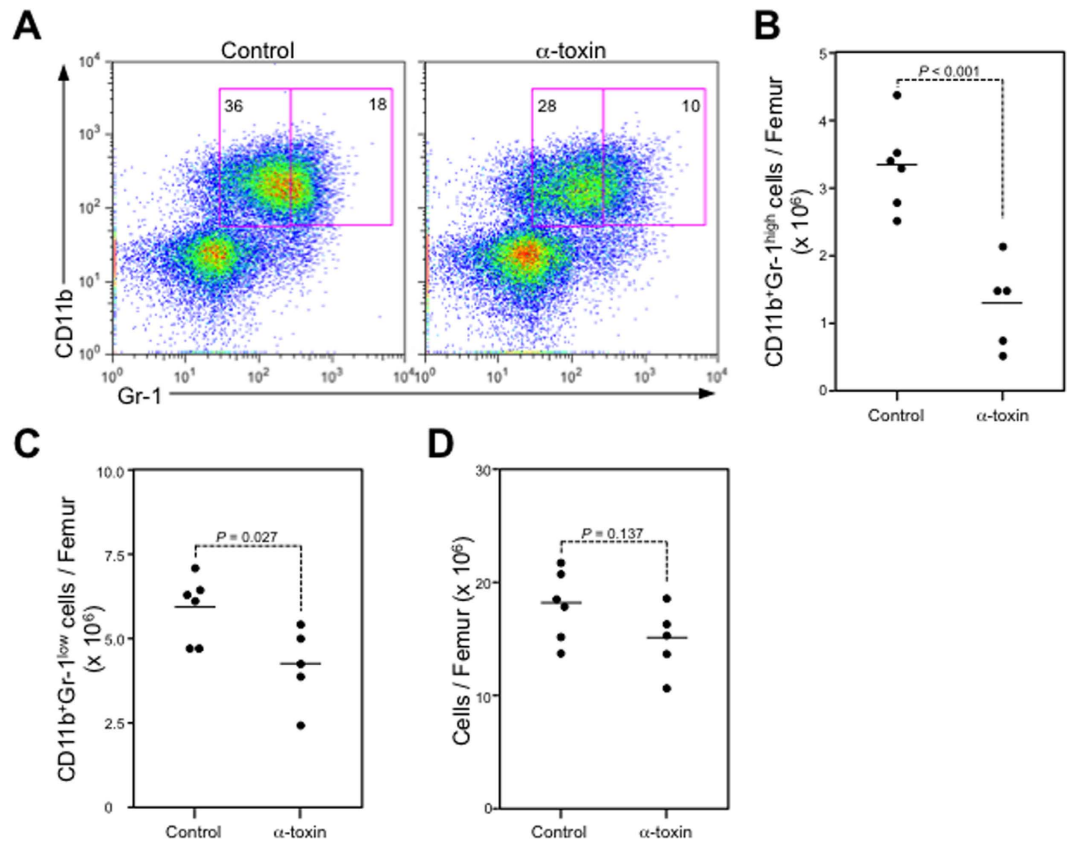 A
Control
α-toxin
36
18
28
10
10⁴
10³
10²
10¹
10⁰
CD11b
10⁰ 10¹ 10² 10³ 10⁴ 10⁰ 10¹ 10² 10³ 10⁴
Gr-1
B
P < 0.001
5
4
3
2
1
0
CD11b⁺Gr-1ʰⁱᵍʰ cells / Femur
(x 10⁶)
Control
α-toxin
C
P = 0.027
10.0
7.5
5.0
2.5
0
CD11b⁺Gr-1ˡᵒʷ cells / Femur
(x 10⁶)
Control
α-toxin
D
P = 0.137
30
20
10
0
Cells / Femur (x 10⁶)
Control
α-toxin